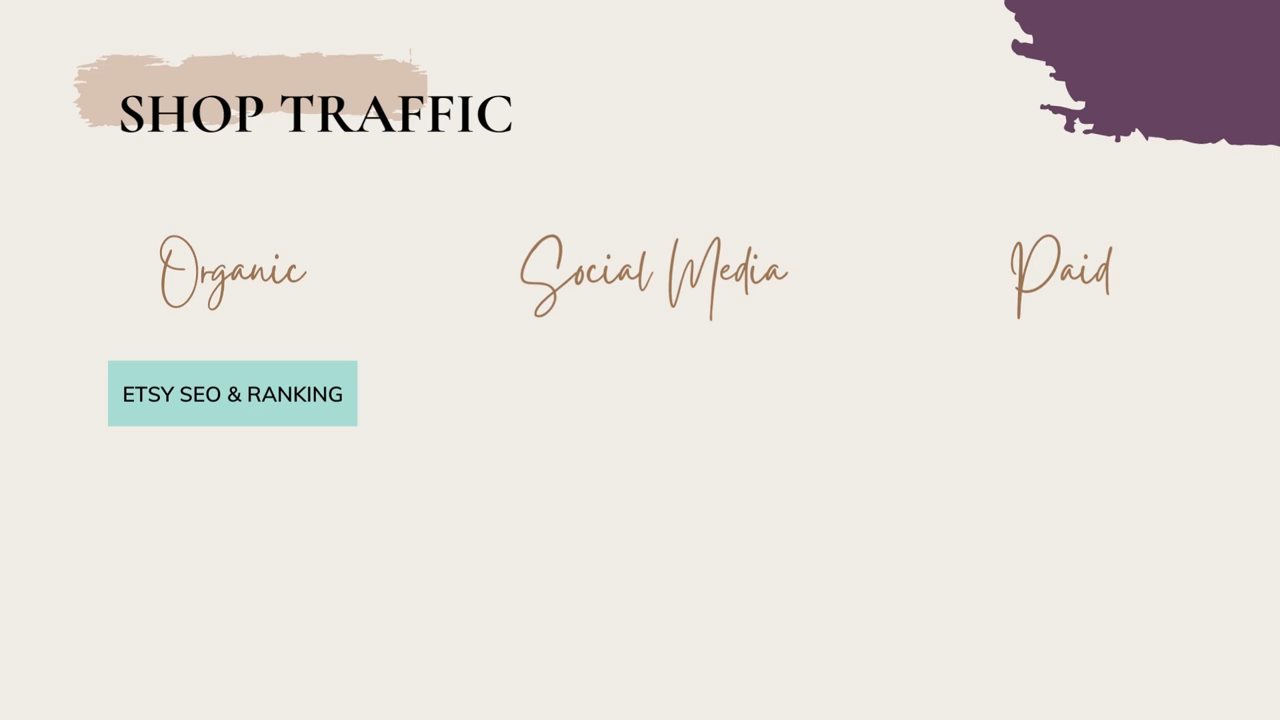 SHOP TRAFFIC
Organic
Social Media
Paid
ETSY SEO & RANKING